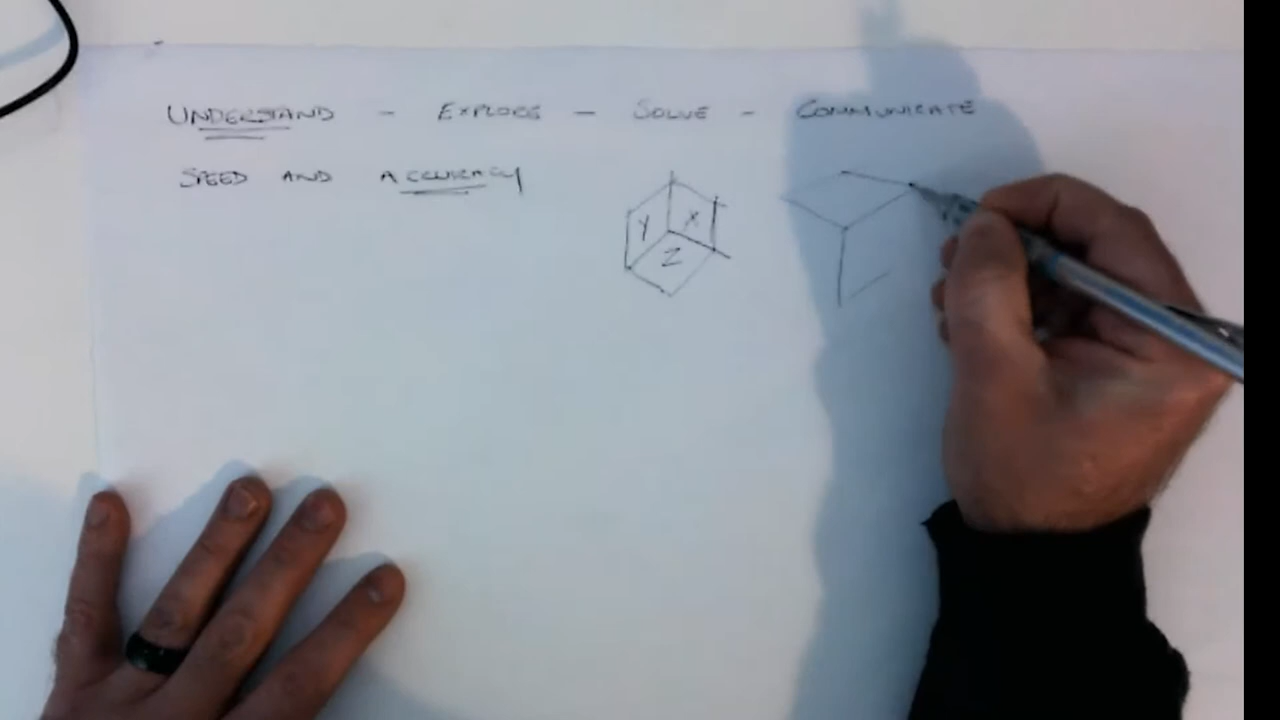 UNDERSTAND - EXPLORE - SOLVE - COMMUNICATE
SPEED AND ACCURACY
Y X
Z